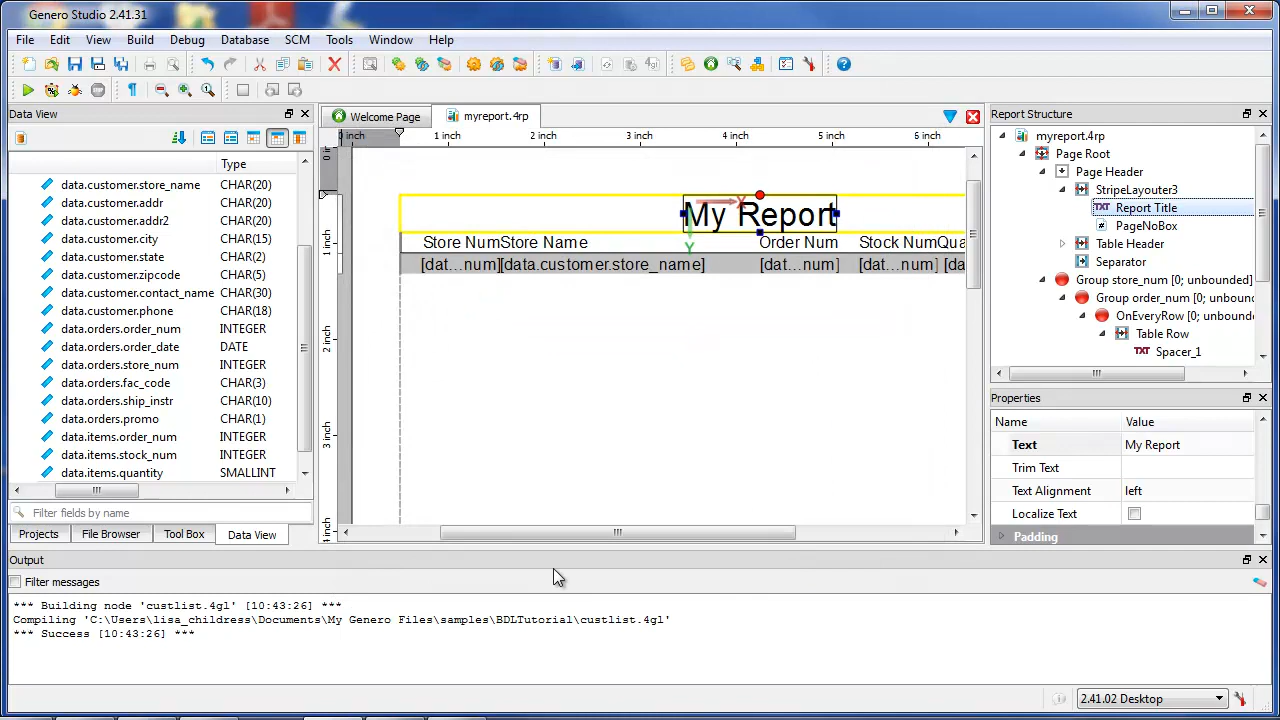 Genero Studio 2.41.31
File Edit View Build Debug Database SCM Tools Window Help
Data View
Welcome Page myreport.4rp
Report Structure
0 inch 1 inch 2 inch 3 inch 4 inch 5 inch 6 inch
Type
data.customer.store_name CHAR(20)
data.customer.addr CHAR(20)
data.customer.addr2 CHAR(20)
data.customer.city CHAR(15)
data.customer.state CHAR(2)
data.customer.zipcode CHAR(5)
data.customer.contact_name CHAR(30)
data.customer.phone CHAR(18)
data.orders.order_num INTEGER
data.orders.order_date DATE
data.orders.store_num INTEGER
data.orders.fac_code CHAR(3)
data.orders.ship_instr CHAR(10)
data.orders.promo CHAR(1)
data.items.order_num INTEGER
data.items.stock_num INTEGER
data.items.quantity SMALLINT
Filter fields by name
Projects File Browser Tool Box Data View
My Report
X
Y
Store Num Store Name Order Num Stock Num Qua
[dat...num] [data.customer.store_name] [dat...num] [dat...num] [da
1 inch
2 inch
3 inch
myreport.4rp
Page Root
Page Header
StripeLayouter3
TXT Report Title
# PageNoBox
Table Header
Separator
Group store_num [0; unbounded]
Group order_num [0; unbound
OnEveryRow [0; unbound
Table Row
TXT Spacer_1
Properties
Name Value
Text My Report
Trim Text
Text Alignment left
Localize Text
Padding
Output
Filter messages
*** Building node 'custlist.4gl' [10:43:26] ***
Compiling 'C:\Users\lisa_childress\Documents\My Genero Files\samples\BDLTutorial\custlist.4gl'
*** Success [10:43:26] ***
2.41.02 Desktop